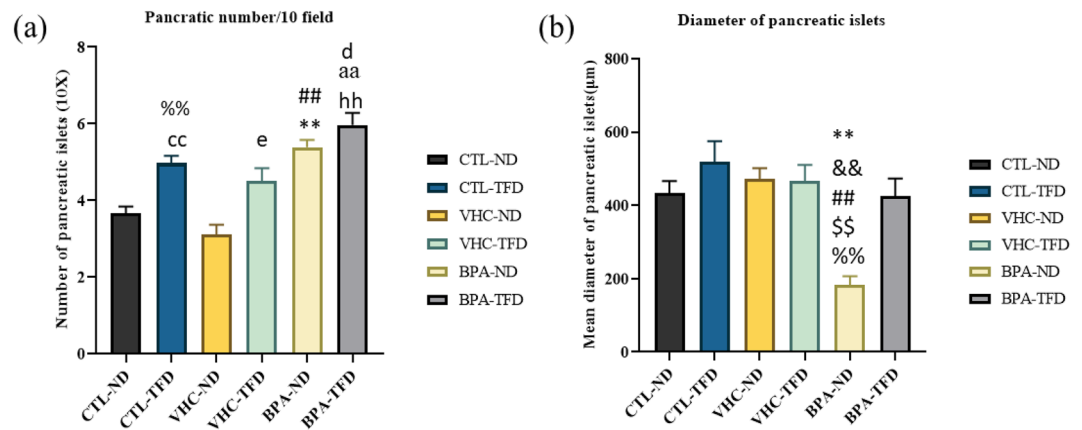 (a)
Pancratic number/10 field
Number of pancreatic islets (10X)
8
6
4
2
0
%%
cc
e
##
**
d
aa
hh
CTL-ND
CTL-TFD
VHC-ND
VHC-TFD
BPA-ND
BPA-TFD
CTL-ND
CTL-TFD
VHC-ND
VHC-TFD
BPA-ND
BPA-TFD
(b)
Diameter of pancreatic islets
Mean diameter of pancreatic islets(μm)
800
600
400
200
0
**
&&
##
$$
%%
CTL-ND
CTL-TFD
VHC-ND
VHC-TFD
BPA-ND
BPA-TFD
CTL-ND
CTL-TFD
VHC-ND
VHC-TFD
BPA-ND
BPA-TFD